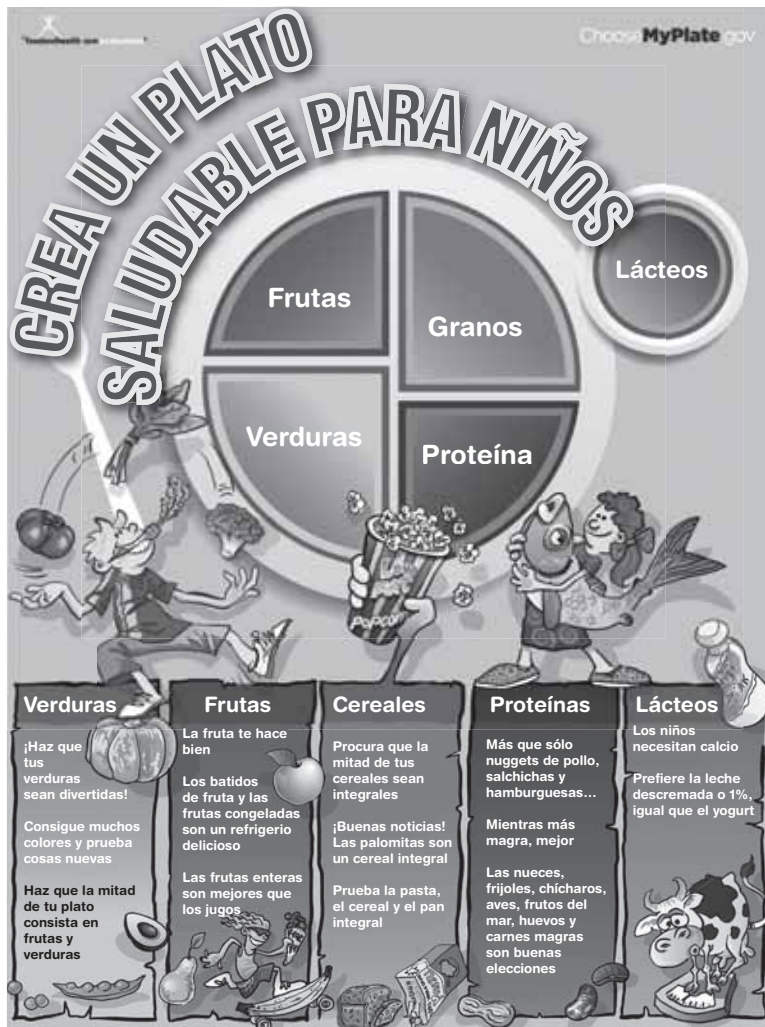 ChooseMyPlate.gov
CREA UN PLATO
SALUDABLE PARA NIÑOS
Lácteos
Frutas
Granos
Verduras
Proteína
POPCORN
Verduras
¡Haz que
tus
verduras
sean divertidas!
Consigue muchos
colores y prueba
cosas nuevas
Haz que la mitad
de tu plato
consista en
frutas y
verduras
Frutas
La fruta te hace
bien
Los batidos
de fruta y las
frutas congeladas
son un refrigerio
delicioso
Las frutas enteras
son mejores que
los jugos
Cereales
Procura que la
mitad de tus
cereales sean
integrales
¡Buenas noticias!
Las palomitas son
un cereal integral
Prueba la pasta,
el cereal y el pan
integral
Proteínas
Más que sólo
nuggets de pollo,
salchichas y
hamburguesas...
Mientras más
magra, mejor
Las nueces,
frijoles, chícharos,
aves, frutos del
mar, huevos y
carnes magras
son buenas
elecciones
Lácteos
Los niños
necesitan calcio
Prefiere la leche
descremada o 1%,
igual que el yogurt